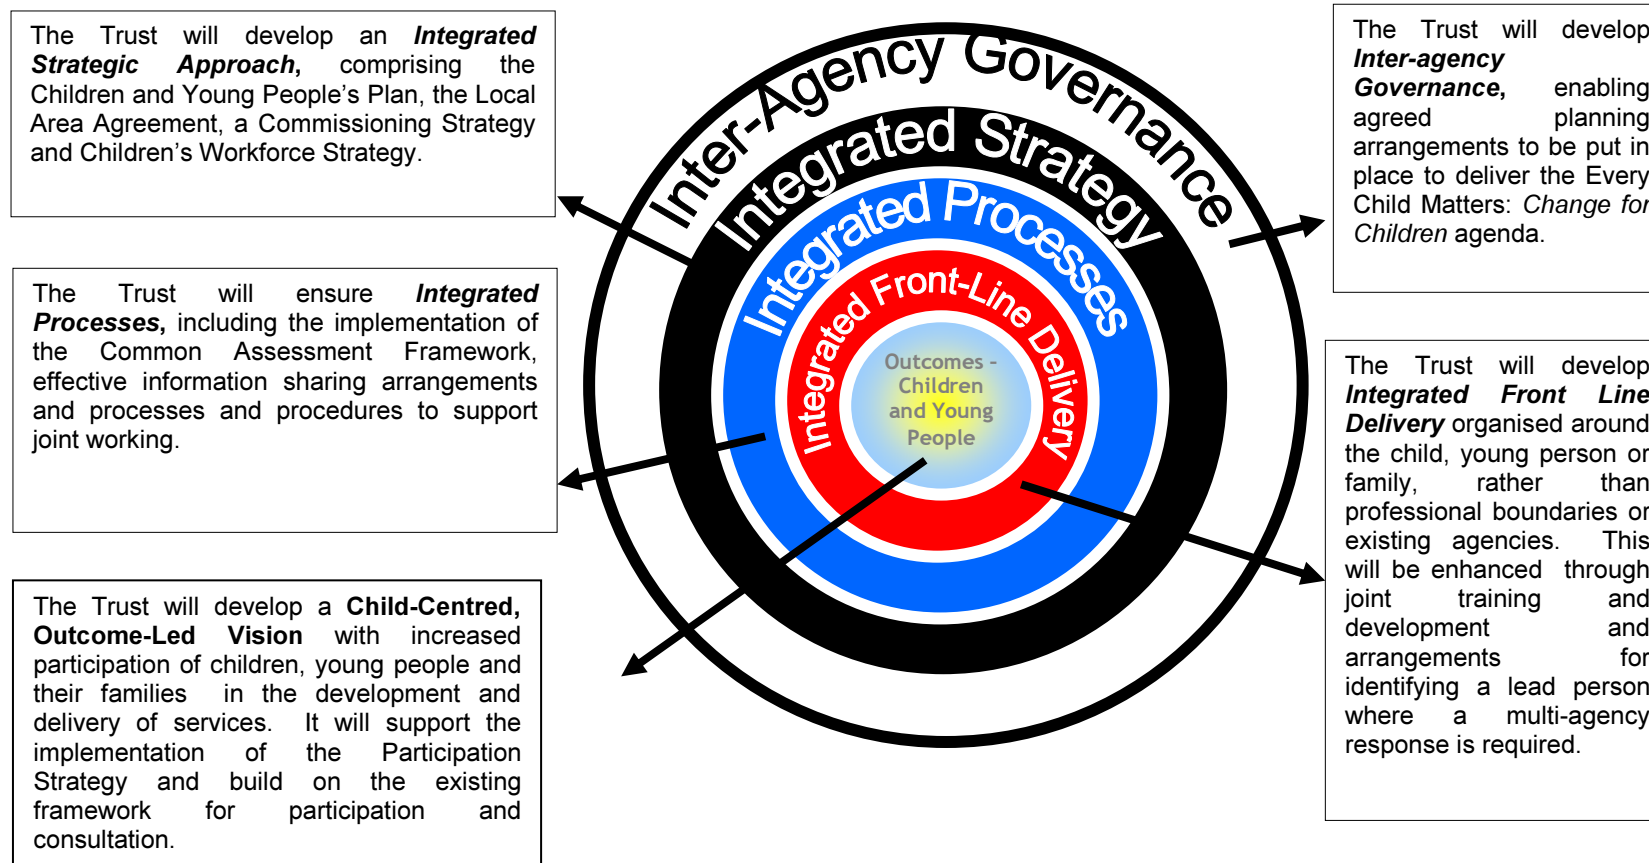 The Trust will develop an Integrated
Strategic Approach, comprising the
Children and Young People's Plan, the Local
Area Agreement, a Commissioning Strategy
and Children's Workforce Strategy.
The Trust will ensure Integrated
Processes, including the implementation of
the Common Assessment Framework,
effective information sharing arrangements
and processes and procedures to support
joint working.
The Trust will develop a Child-Centred,
Outcome-Led Vision with increased
participation of children, young people and
their families in the development and
delivery of services. It will support the
implementation of the Participation
Strategy and build on the existing
framework for participation and
consultation.
Inter-Agency Governance
Integrated Strategy
Integrated Processes
Integrated Front-Line Delivery
Outcomes -
Children
and Young
People
The Trust will develop
Inter-agency
Governance, enabling
agreed planning
arrangements to be put in
place to deliver the Every
Child Matters: Change for
Children agenda.
The Trust will develop
Integrated Front Line
Delivery organised around
the child, young person or
family, rather than
professional boundaries or
existing agencies. This
will be enhanced through
joint training and
development and
arrangements for
identifying a lead person
where a multi-agency
response is required.